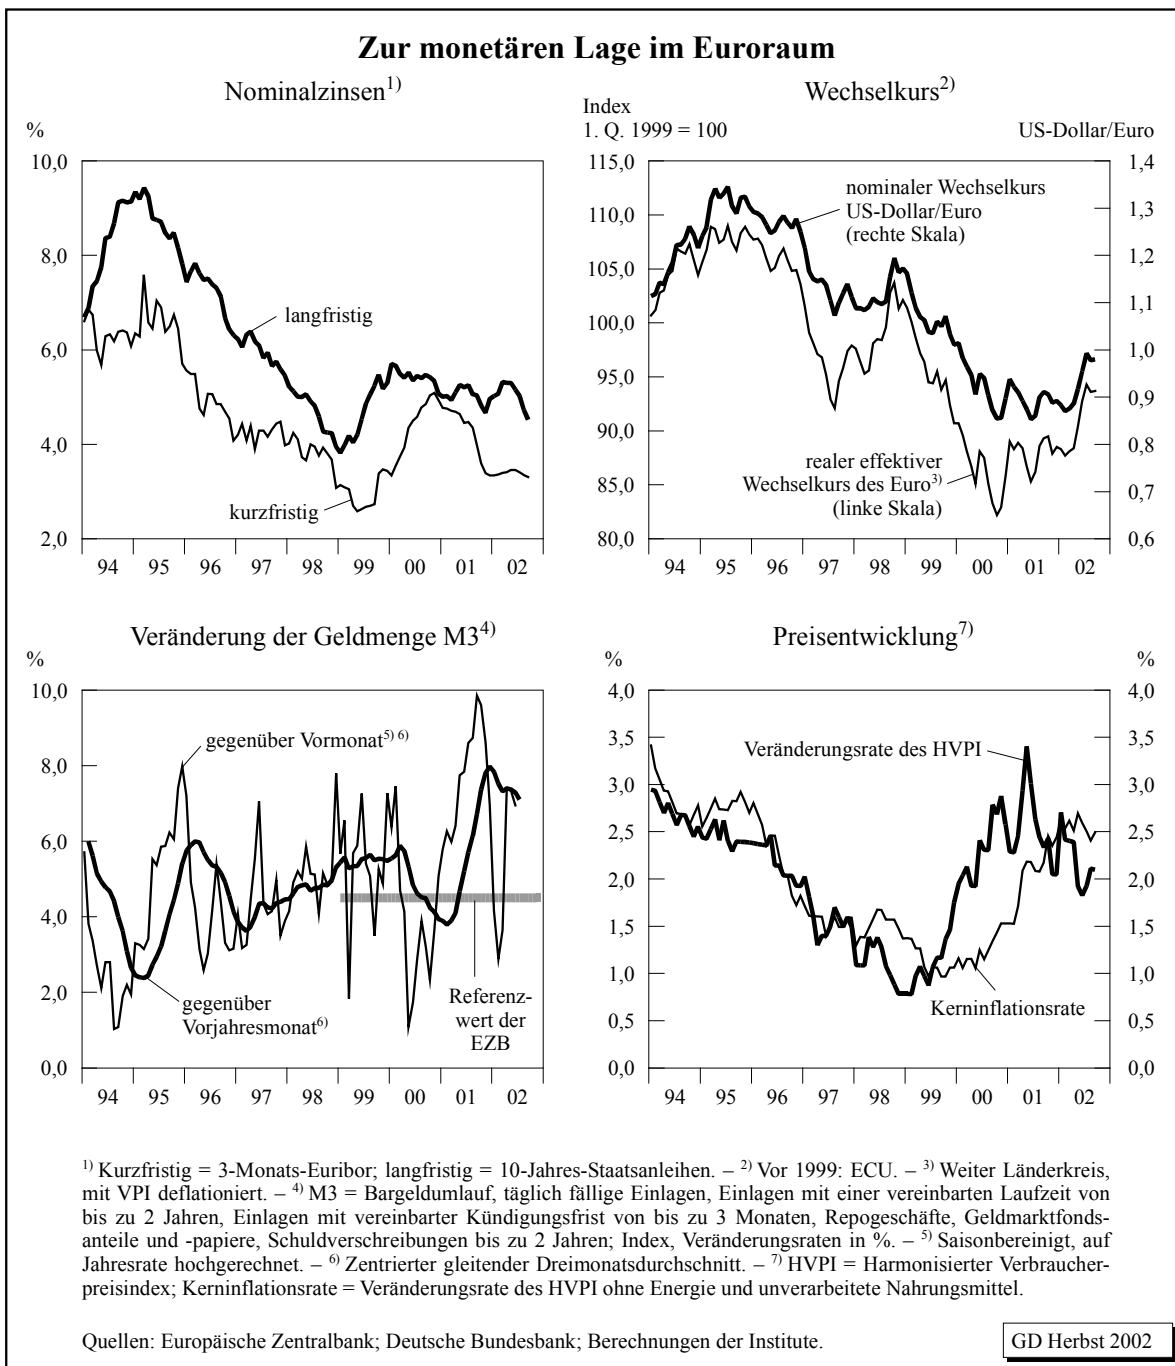 Zur monetären Lage im Euroraum
Nominalzinsen1)
%
10,0
8,0
6,0
4,0
2,0
langfristig
kurzfristig
94 95 96 97 98 99 00 01 02
Wechselkurs2)
Index
1. Q. 1999 = 100
US-Dollar/Euro
115,0
110,0
105,0
100,0
95,0
90,0
85,0
80,0
1,4
1,3
1,2
1,1
1,0
0,9
0,8
0,7
0,6
nominaler Wechselkurs
US-Dollar/Euro
(rechte Skala)
realer effektiver
Wechselkurs des Euro3)
(linke Skala)
94 95 96 97 98 99 00 01 02
Veränderung der Geldmenge M34)
%
10,0
8,0
6,0
4,0
2,0
0,0
gegenüber Vormonat5) 6)
gegenüber
Vorjahresmonat6)
Referenz-
wert der
EZB
94 95 96 97 98 99 00 01 02
Preisentwicklung7)
% %
4,0 4,0
3,5 3,5
3,0 3,0
2,5 2,5
2,0 2,0
1,5 1,5
1,0 1,0
0,5 0,5
0,0 0,0
Veränderungsrate des HVPI
Kerninflationsrate
94 95 96 97 98 99 00 01 02
1) Kurzfristig = 3-Monats-Euribor; langfristig = 10-Jahres-Staatsanleihen. – 2) Vor 1999: ECU. – 3) Weiter Länderkreis,
mit VPI deflationiert. – 4) M3 = Bargeldumlauf, täglich fällige Einlagen, Einlagen mit einer vereinbarten Laufzeit von
bis zu 2 Jahren, Einlagen mit vereinbarter Kündigungsfrist von bis zu 3 Monaten, Repogeschäfte, Geldmarktfonds-
anteile und -papiere, Schuldverschreibungen bis zu 2 Jahren; Index, Veränderungsraten in %. – 5) Saisonbereinigt, auf
Jahresrate hochgerechnet. – 6) Zentrierter gleitender Dreimonatsdurchschnitt. – 7) HVPI = Harmonisierter Verbraucher-
preisindex; Kerninflationsrate = Veränderungsrate des HVPI ohne Energie und unverarbeitete Nahrungsmittel.
Quellen: Europäische Zentralbank; Deutsche Bundesbank; Berechnungen der Institute.
GD Herbst 2002